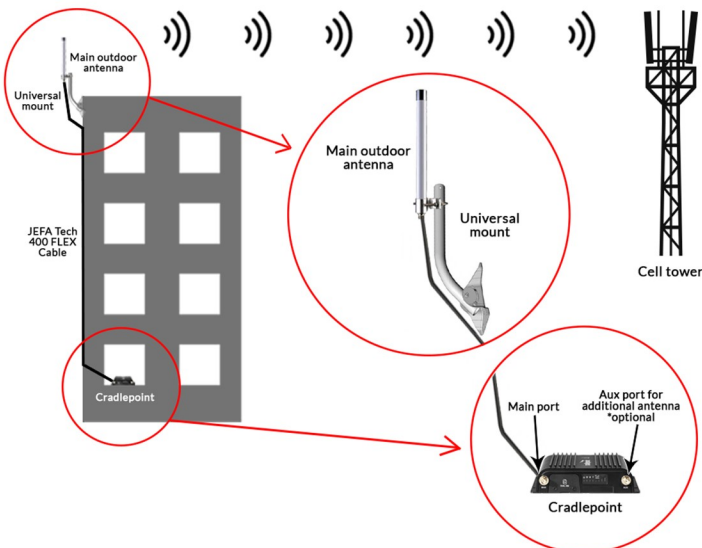 Main outdoor
antenna
Universal
mount
JEFA Tech
400 FLEX
Cable
Cradlepoint
Main outdoor
antenna
Universal
mount
Cell tower
Main port
Aux port for
additional antenna
*optional
Cradlepoint